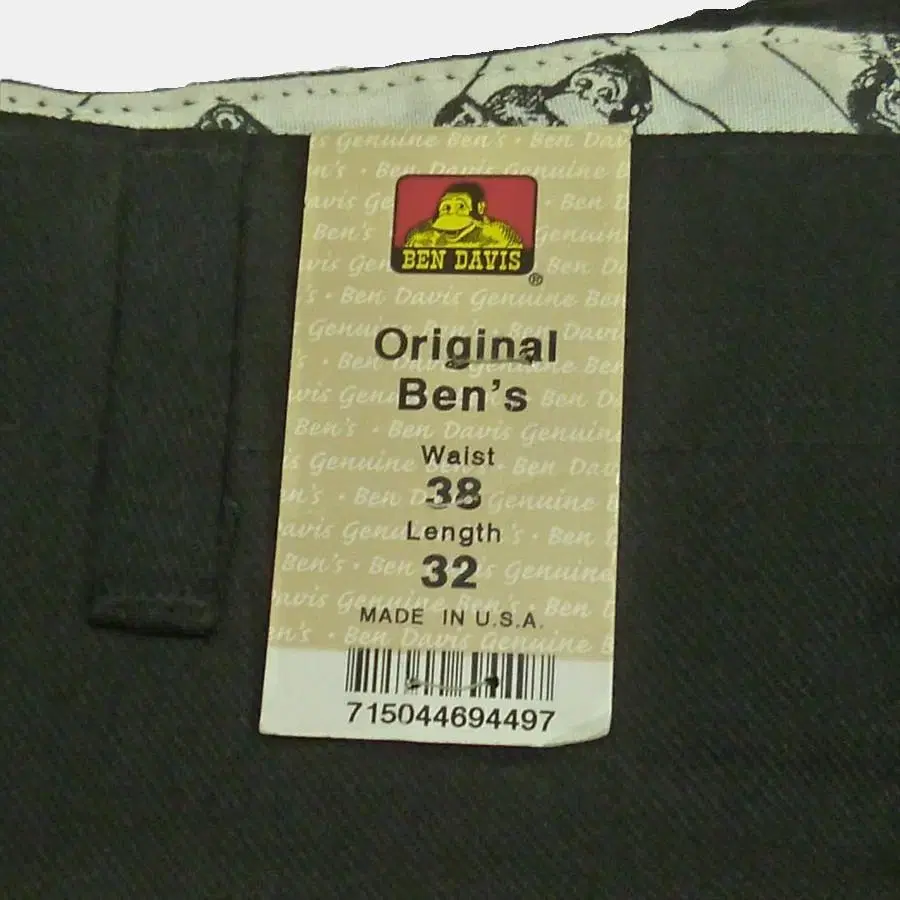 BEN DAVIS
®
Original
Ben's
Waist
38
Length
32
MADE IN U.S.A.
715044694497